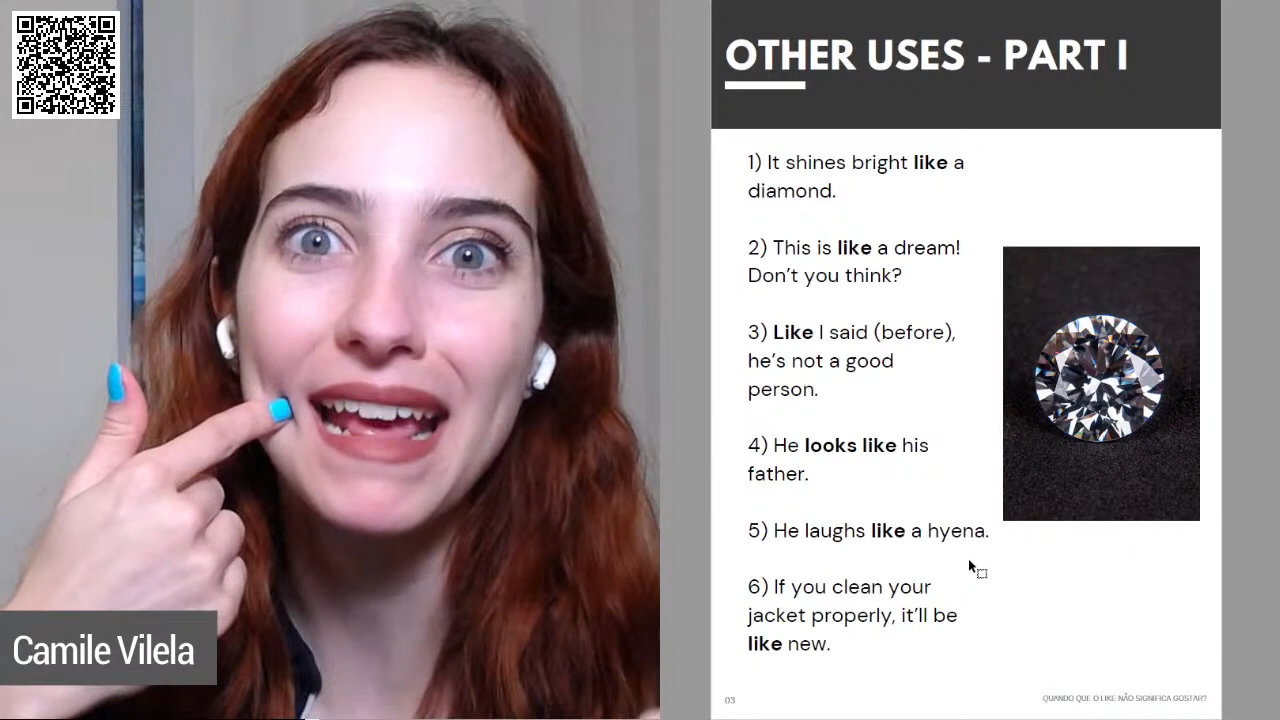 OTHER USES - PART I
1) It shines bright like a
diamond.
2) This is like a dream!
Don't you think?
3) Like I said (before),
he's not a good
person.
4) He looks like his
father.
5) He laughs like a hyena.
6) If you clean your
jacket properly, it'll be
like new.
Camile Vilela
03
QUANDO QUE O LIKE NÃO SIGNIFICA GOSTAR?